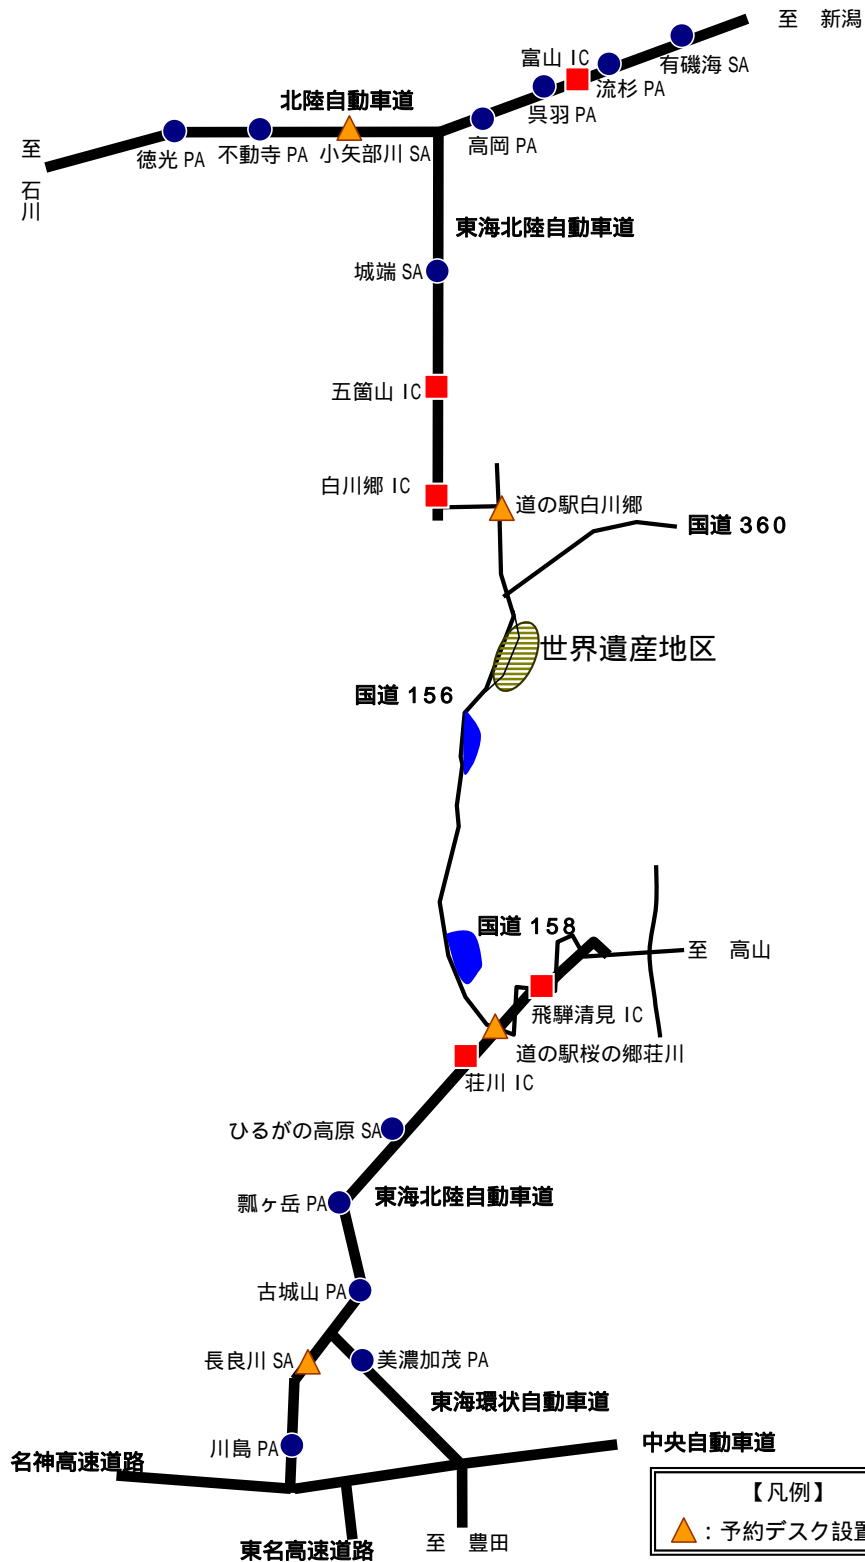 至　新潟
富山 IC
有磯海 SA
流杉 PA
北陸自動車道
呉羽 PA
至
石川
徳光 PA
不動寺 PA
小矢部川 SA
高岡 PA
東海北陸自動車道
城端 SA
五箇山 IC
白川郷 IC
道の駅白川郷
国道 360
世界遺産地区
国道 156
国道 158
至　高山
飛騨清見 IC
道の駅桜の郷荘川
荘川 IC
ひるがの高原 SA
瓢ヶ岳 PA
東海北陸自動車道
古城山 PA
長良川 SA
美濃加茂 PA
東海環状自動車道
川島 PA
中央自動車道
名神高速道路
【凡例】
：予約デスク設置
至　豊田
東名高速道路